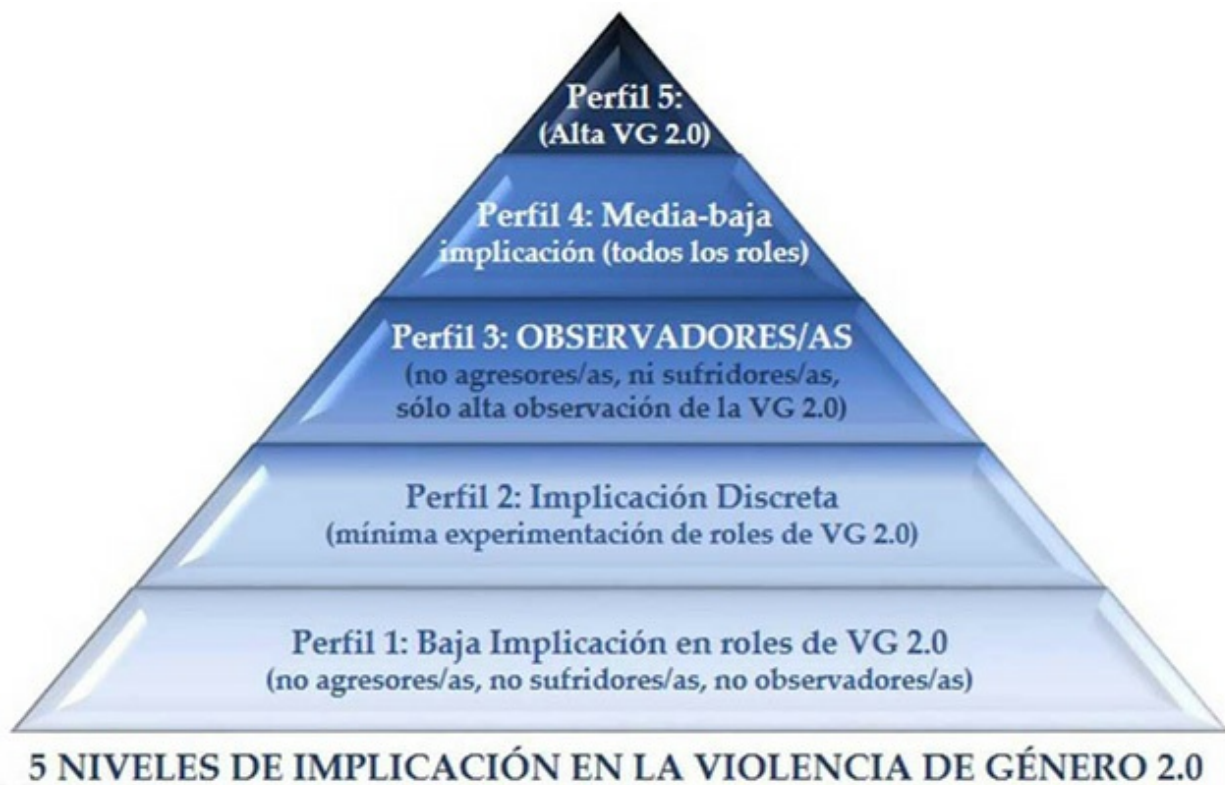 Perfil 5:
(Alta VG 2.0)
Perfil 4: Media-baja
implicación (todos los roles)
Perfil 3: OBSERVADORES/AS
(no agresores/as, ni sufridores/as,
sólo alta observación de la VG 2.0)
Perfil 2: Implicación Discreta
(mínima experimentación de roles de VG 2.0)
Perfil 1: Baja Implicación en roles de VG 2.0
(no agresores/as, no sufridores/as, no observadores/as)
5 NIVELES DE IMPLICACIÓN EN LA VIOLENCIA DE GÉNERO 2.0